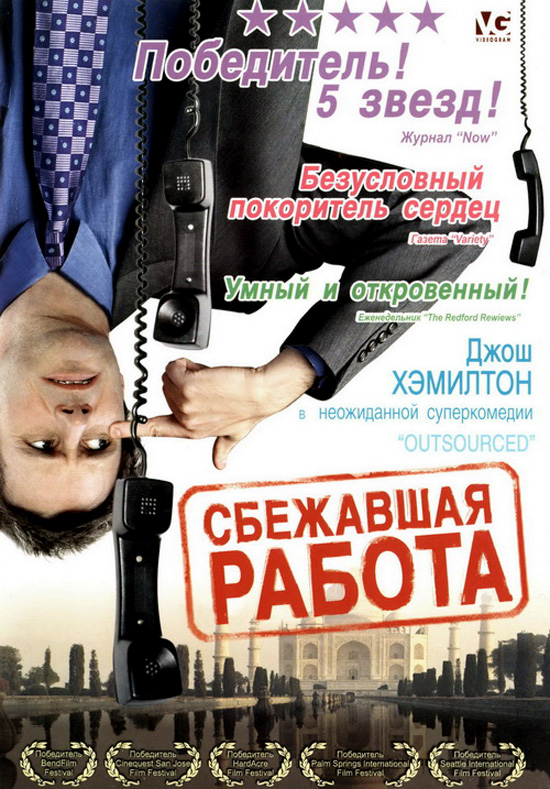 VG
VIDEOGRAM
Победитель!
5 звезд!
Журнал "Now"
Безусловный
покоритель сердец
Газета "Variety"
Умный и откровенный!
Еженедельник "The Redford Rewiews"
Джош
ХЭМИЛТОН
в неожиданной суперкомедии
"OUTSOURCED"
СБЕЖАВШАЯ
РАБОТА
Победитель
BendFilm
Festival
Победитель
Cinequest San Jose
Film Festival
Победитель
HardAcre
Film Festival
Победитель
Palm Springs International
Film Festival
Победитель
Seattle International
Film Festival